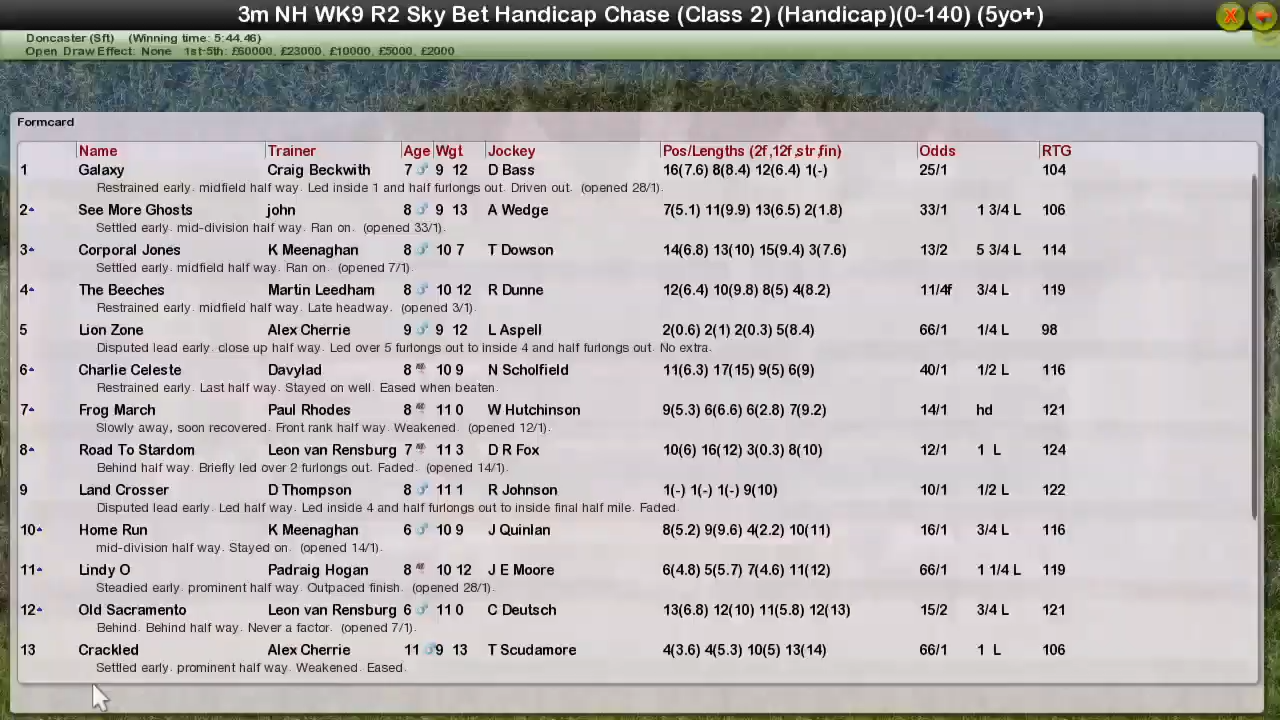 3m NH WK9 R2 Sky Bet Handicap Chase (Class 2) (Handicap)(0-140) (5yo+)
Doncaster (Sft) (Winning time: 5:44.46)
Open Draw Effect: None 1st-5th: £60000, £23000, £10000, £5000, £2000
Formcard
Name Trainer Age Wgt Jockey Pos/Lengths (2f,12f,str,fin) Odds RTG
1 Galaxy Craig Beckwith 7 9 12 D Bass 16(7.6) 8(8.4) 12(6.4) 1(-) 25/1 104
Restrained early. midfield half way. Led inside 1 and half furlongs out. Driven out. (opened 28/1).
2 See More Ghosts john 8 9 13 A Wedge 7(5.1) 11(9.9) 13(6.5) 2(1.8) 33/1 1 3/4 L 106
Settled early. mid-division half way. Ran on. (opened 33/1).
3 Corporal Jones K Meenaghan 8 10 7 T Dowson 14(6.8) 13(10) 15(9.4) 3(7.6) 13/2 5 3/4 L 114
Settled early. midfield half way. Ran on. (opened 7/1).
4 The Beeches Martin Leedham 8 10 12 R Dunne 12(6.4) 10(9.8) 8(5) 4(8.2) 11/4f 3/4 L 119
Restrained early. midfield half way. Late headway. (opened 3/1).
5 Lion Zone Alex Cherrie 9 9 12 L Aspell 2(0.6) 2(1) 2(0.3) 5(8.4) 66/1 1/4 L 98
Disputed lead early. close up half way. Led over 5 furlongs out to inside 4 and half furlongs out. No extra.
6 Charlie Celeste Davylad 8 10 9 N Scholfield 11(6.3) 17(15) 9(5) 6(9) 40/1 1/2 L 116
Restrained early. Last half way. Stayed on well. Eased when beaten.
7 Frog March Paul Rhodes 8 11 0 W Hutchinson 9(5.3) 6(6.6) 6(2.8) 7(9.2) 14/1 hd 121
Slowly away, soon recovered. Front rank half way. Weakened. (opened 12/1).
8 Road To Stardom Leon van Rensburg 7 11 3 D R Fox 10(6) 16(12) 3(0.3) 8(10) 12/1 1 L 124
Behind half way. Briefly led over 2 furlongs out. Faded. (opened 14/1).
9 Land Crosser D Thompson 8 11 1 R Johnson 1(-) 1(-) 1(-) 9(10) 10/1 1/2 L 122
Disputed lead early. Led half way. Led inside 4 and half furlongs out to inside final half mile. Faded.
10 Home Run K Meenaghan 6 10 9 J Quinlan 8(5.2) 9(9.6) 4(2.2) 10(11) 16/1 3/4 L 116
mid-division half way. Stayed on. (opened 14/1).
11 Lindy O Padraig Hogan 8 10 12 J E Moore 6(4.8) 5(5.7) 7(4.6) 11(12) 66/1 1 1/4 L 119
Steadied early. prominent half way. Outpaced finish. (opened 28/1).
12 Old Sacramento Leon van Rensburg 6 11 0 C Deutsch 13(6.8) 12(10) 11(5.8) 12(13) 15/2 3/4 L 121
Behind. Behind half way. Never a factor. (opened 7/1).
13 Crackled Alex Cherrie 11 9 13 T Scudamore 4(3.6) 4(5.3) 10(5) 13(14) 66/1 1 L 106
Settled early. prominent half way. Weakened. Eased.